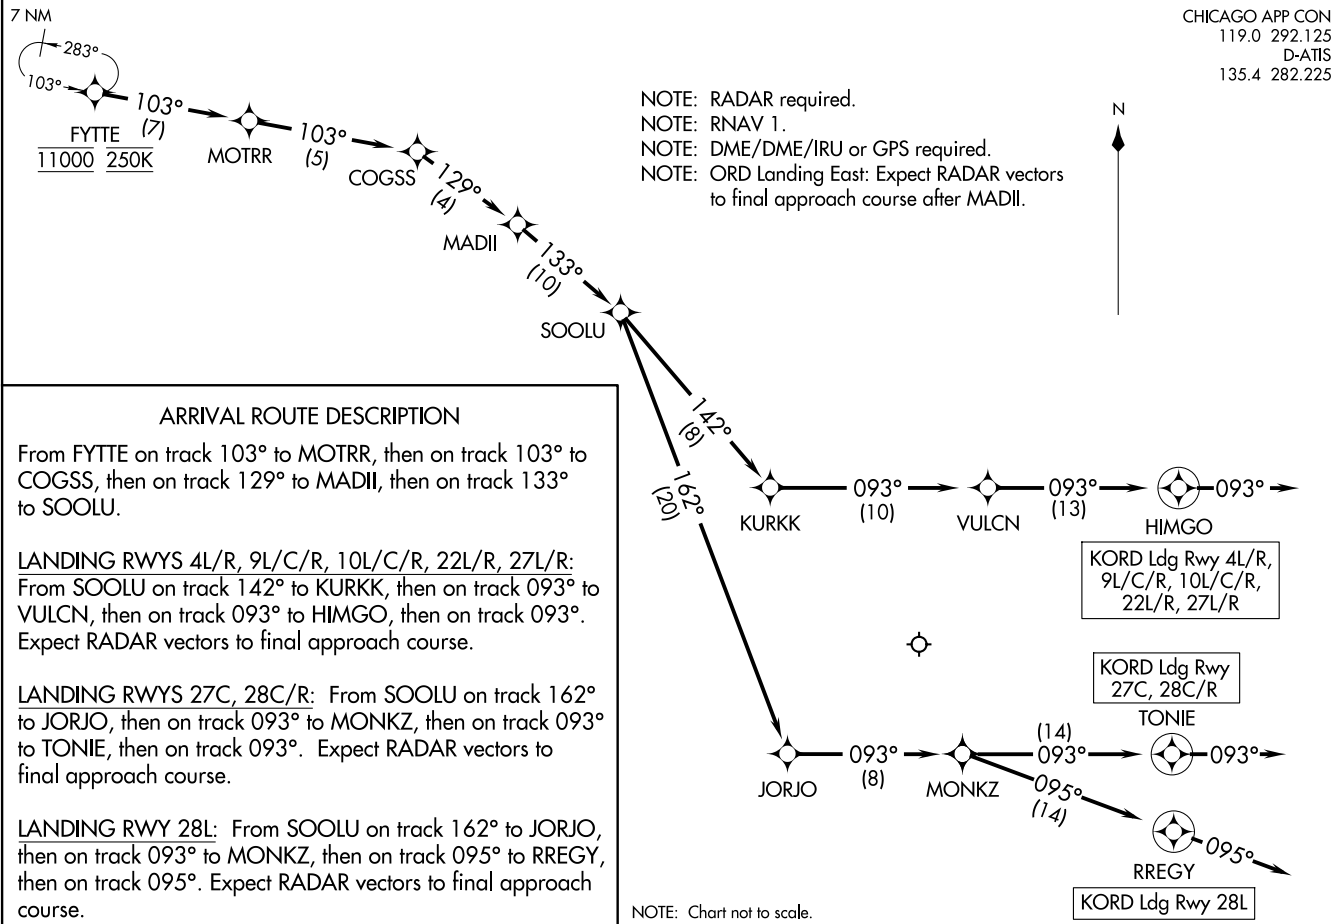 7 NM
283°
103°
FYTTE
11000 250K
103°
(7)
MOTRR
103°
(5)
COGSS
129°
(4)
MADII
133°
(10)
SOOLU
CHICAGO APP CON
119.0 292.125
D-ATIS
135.4 282.225
NOTE: RADAR required.
NOTE: RNAV 1.
NOTE: DME/DME/IRU or GPS required.
NOTE: ORD Landing East: Expect RADAR vectors
to final approach course after MADII.
N
142°
(8)
162°
(20)
KURKK
093°
(10)
VULCN
093°
(13)
HIMGO
093°
KORD Ldg Rwy 4L/R,
9L/C/R, 10L/C/R,
22L/R, 27L/R
KORD Ldg Rwy
27C, 28C/R
TONIE
JORJO
093°
(8)
MONKZ
(14)
093°
093°
095°
(14)
RREGY
095°
KORD Ldg Rwy 28L
ARRIVAL ROUTE DESCRIPTION
From FYTTE on track 103° to MOTRR, then on track 103° to
COGSS, then on track 129° to MADII, then on track 133°
to SOOLU.
LANDING RWYS 4L/R, 9L/C/R, 10L/C/R, 22L/R, 27L/R:
From SOOLU on track 142° to KURKK, then on track 093° to
VULCN, then on track 093° to HIMGO, then on track 093°.
Expect RADAR vectors to final approach course.
LANDING RWYS 27C, 28C/R: From SOOLU on track 162°
to JORJO, then on track 093° to MONKZ, then on track 093°
to TONIE, then on track 093°. Expect RADAR vectors to
final approach course.
LANDING RWY 28L: From SOOLU on track 162° to JORJO,
then on track 093° to MONKZ, then on track 095° to RREGY,
then on track 095°. Expect RADAR vectors to final approach
course.
NOTE: Chart not to scale.